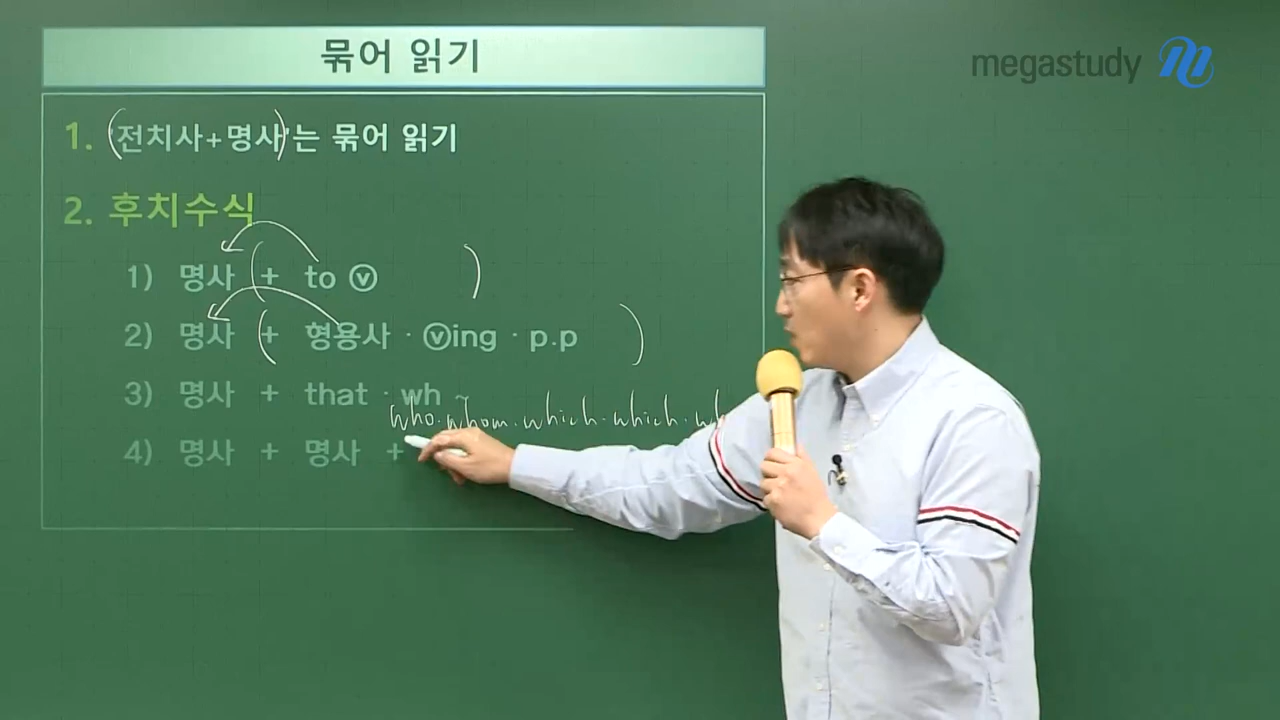 묶어 읽기
megastudy
1. '전치사+명사'는 묶어 읽기
2. 후치수식
1) 명사 + to ⓥ
2) 명사 + 형용사 · ⓥing · p.p
3) 명사 + that · wh ~
who · whom · which · which ·
4) 명사 + 명사 +